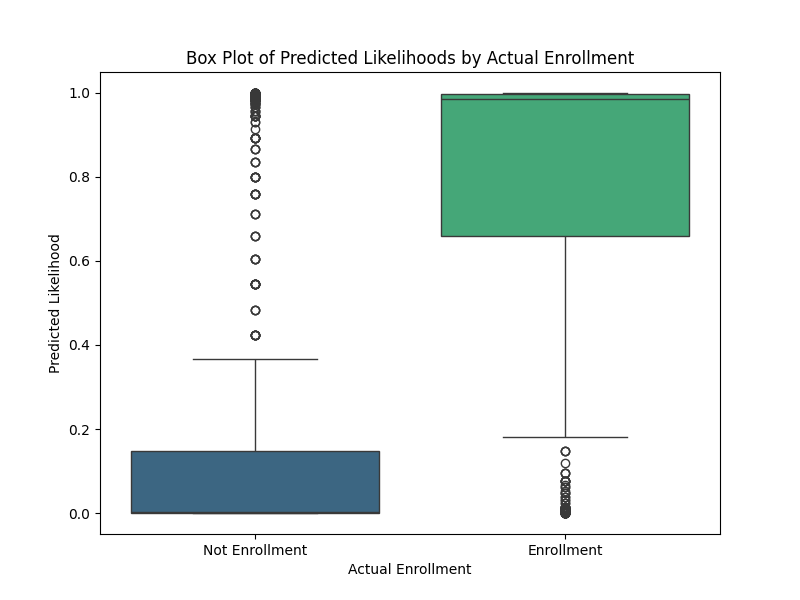 Box Plot of Predicted Likelihoods by Actual Enrollment
1.0
0.8
0.6
0.4
0.2
0.0
Predicted Likelihood
Not Enrollment
Enrollment
Actual Enrollment